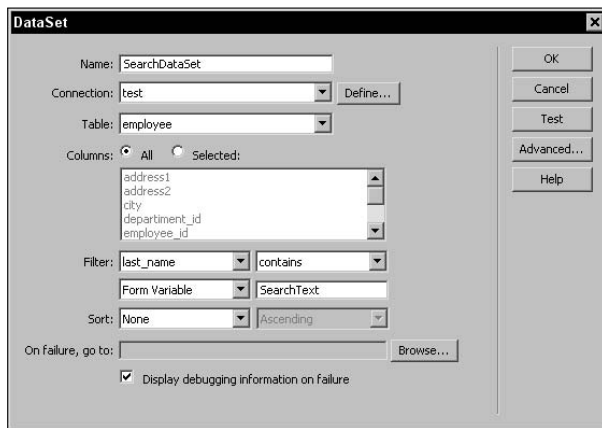 DataSet
Name: SearchDataSet
Connection: test Define...
Table: employee
Columns: All Selected:
address1
address2
city
departiment_id
employee_id
Filter: last_name contains
Form Variable SearchText
Sort: None Ascending
On failure, go to: Browse...
Display debugging information on failure
OK
Cancel
Test
Advanced...
Help